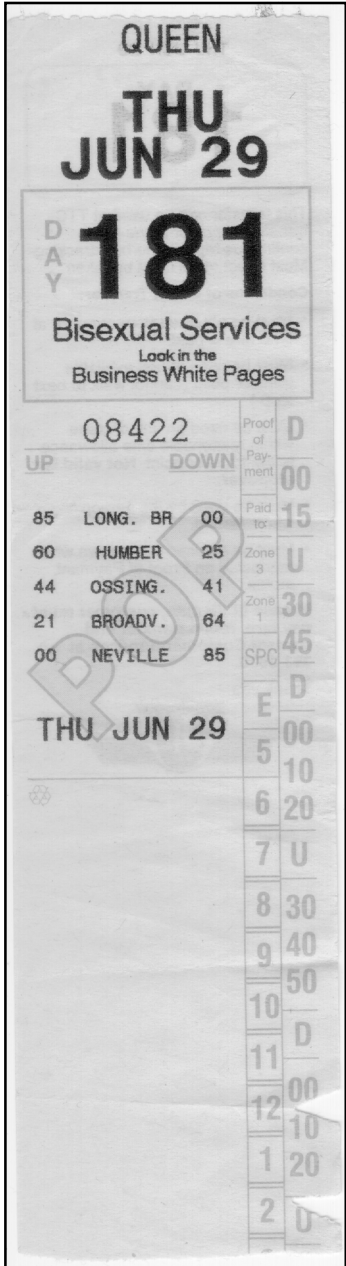 QUEEN
THU
JUN 29
DAY
181
Bisexual Services
Look in the
Business White Pages
08422
UP DOWN
85 LONG. BR 00
60 HUMBER 25
44 OSSING. 41
21 BROADV. 64
00 NEVILLE 85
POP
THU JUN 29
Proof
of
Pay-
ment
Paid
to:
Zone
3
Zone
1
SPC
E
5
6
7
8
9
10
11
12
1
2
D
00
15
U
30
45
D
00
10
20
U
30
40
50
D
00
10
20
U